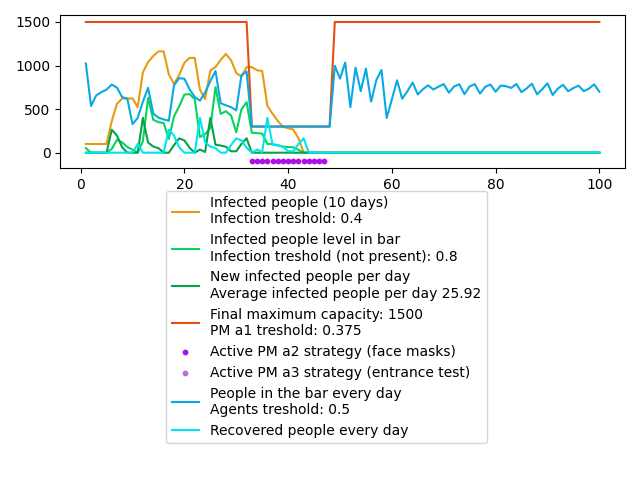 1500
1000
500
0
0
20
40
60
80
100
Infected people (10 days)
Infection treshold: 0.4
Infected people level in bar
Infection treshold (not present): 0.8
New infected people per day
Average infected people per day 25.92
Final maximum capacity: 1500
PM a1 treshold: 0.375
Active PM a2 strategy (face masks)
Active PM a3 strategy (entrance test)
People in the bar every day
Agents treshold: 0.5
Recovered people every day